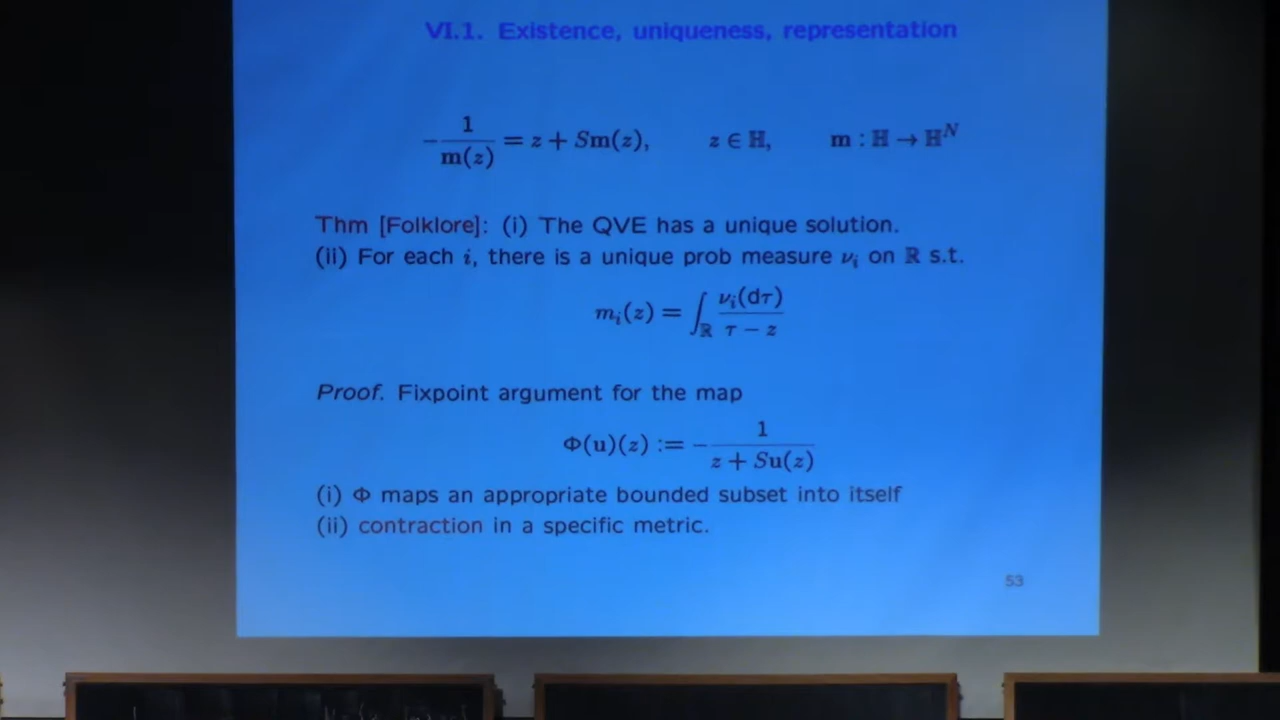 VI.1. Existence, uniqueness, representation
−1/m(z) = z + Sm(z), z ∈ ℍ, m : ℍ → ℍ^N
Thm [Folklore]: (i) The QVE has a unique solution.
(ii) For each i, there is a unique prob measure ν_i on ℝ s.t.
m_i(z) = ∫_ℝ ν_i(dτ)/(τ − z)
Proof. Fixpoint argument for the map
Φ(u)(z) := −1/(z + Su(z))
(i) Φ maps an appropriate bounded subset into itself
(ii) contraction in a specific metric.
53